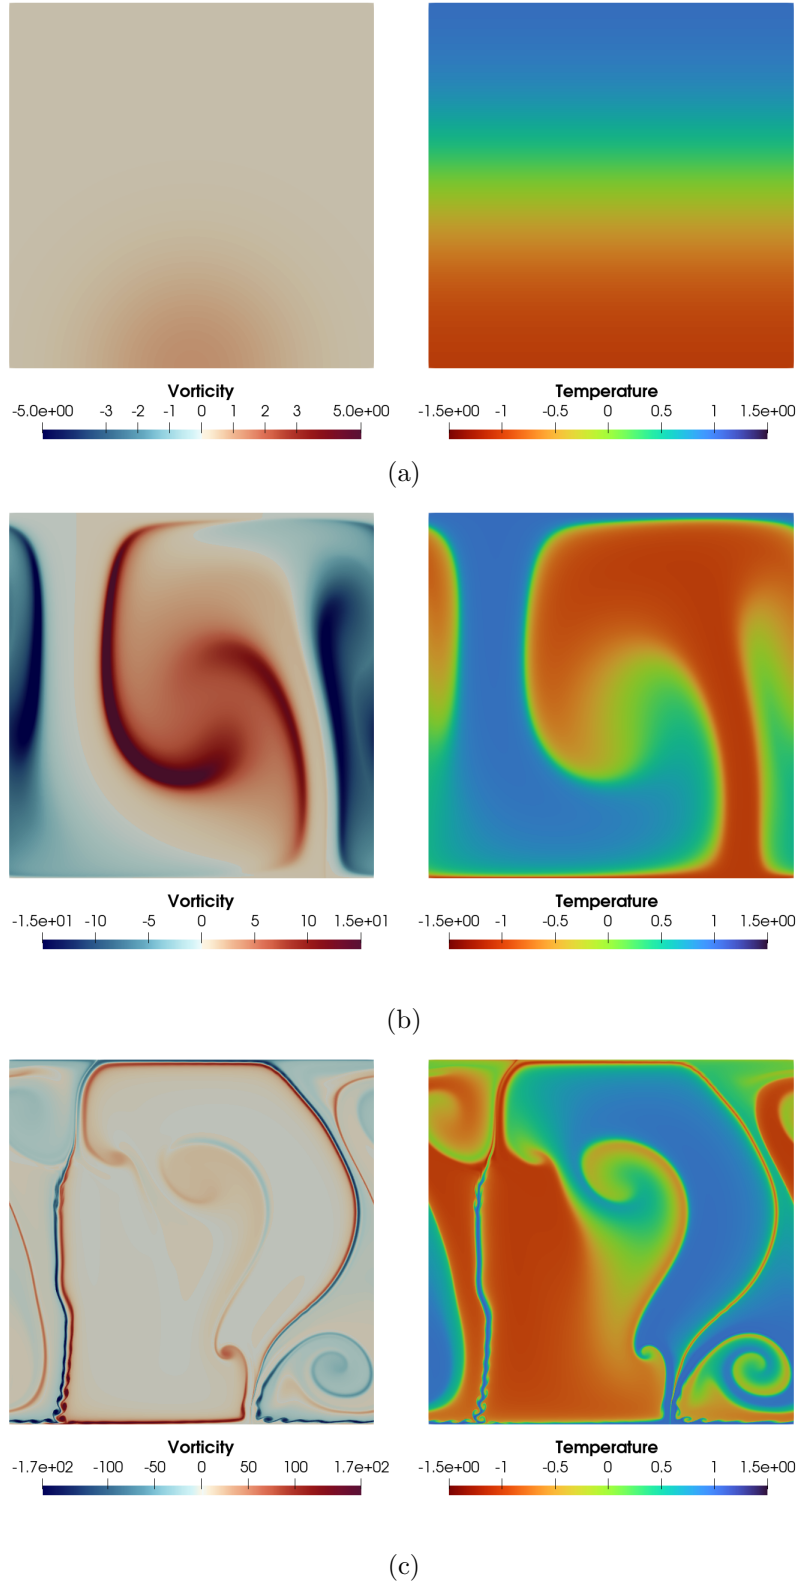 Vorticity Temperature
-5.0e+00 -3 -2 -1 0 1 2 3 5.0e+00 -1.5e+00 -1 -0.5 0 0.5 1 1.5e+00
(a)
Vorticity Temperature
-1.5e+01 -10 -5 0 5 10 1.5e+01 -1.5e+00 -1 -0.5 0 0.5 1 1.5e+00
(b)
Vorticity Temperature
-1.7e+02 -100 -50 0 50 100 1.7e+02 -1.5e+00 -1 -0.5 0 0.5 1 1.5e+00
(c)